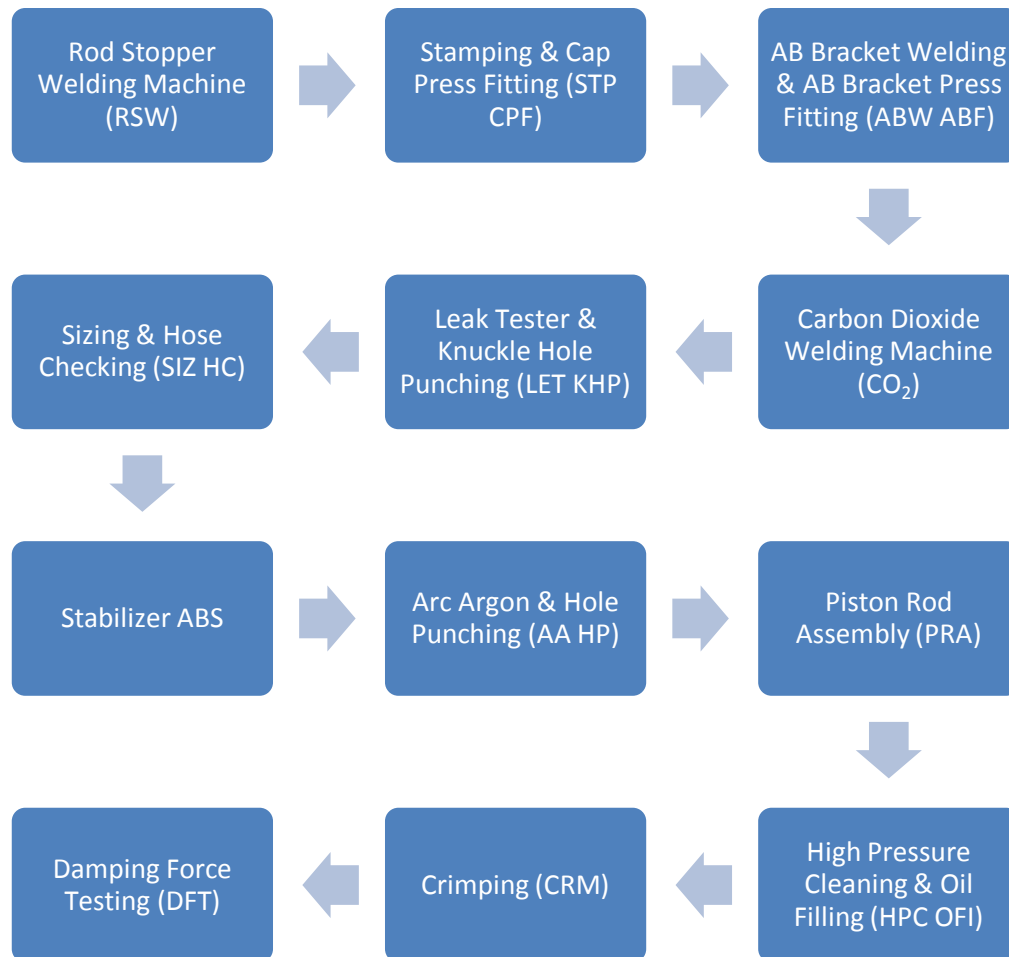 Rod Stopper
Welding Machine
(RSW)
Stamping & Cap
Press Fitting (STP
CPF)
AB Bracket Welding
& AB Bracket Press
Fitting (ABW ABF)
Sizing & Hose
Checking (SIZ HC)
Leak Tester &
Knuckle Hole
Punching (LET KHP)
Carbon Dioxide
Welding Machine
(CO₂)
Stabilizer ABS
Arc Argon & Hole
Punching (AA HP)
Piston Rod
Assembly (PRA)
Damping Force
Testing (DFT)
Crimping (CRM)
High Pressure
Cleaning & Oil
Filling (HPC OFI)